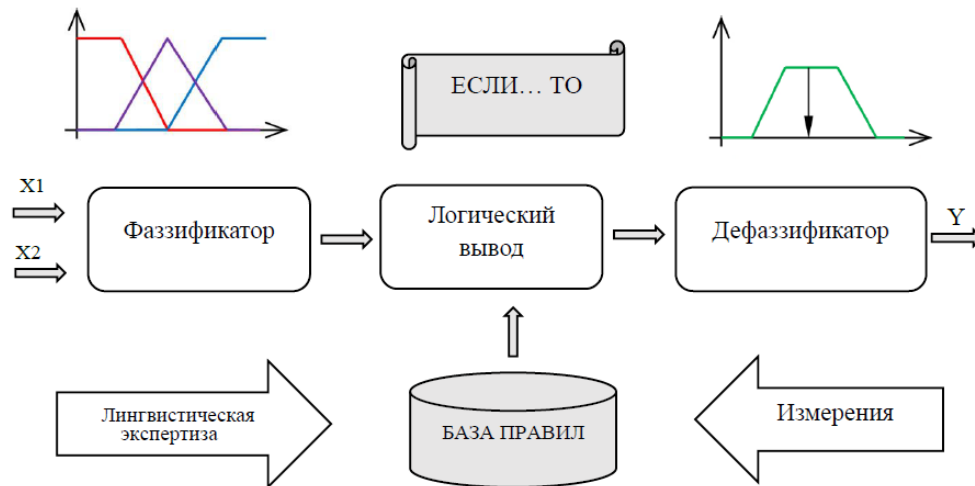 ЕСЛИ... ТО
X1
X2
Фаззификатор
Логический
вывод
Дефаззификатор
Y
Лингвистическая
экспертиза
БАЗА ПРАВИЛ
Измерения